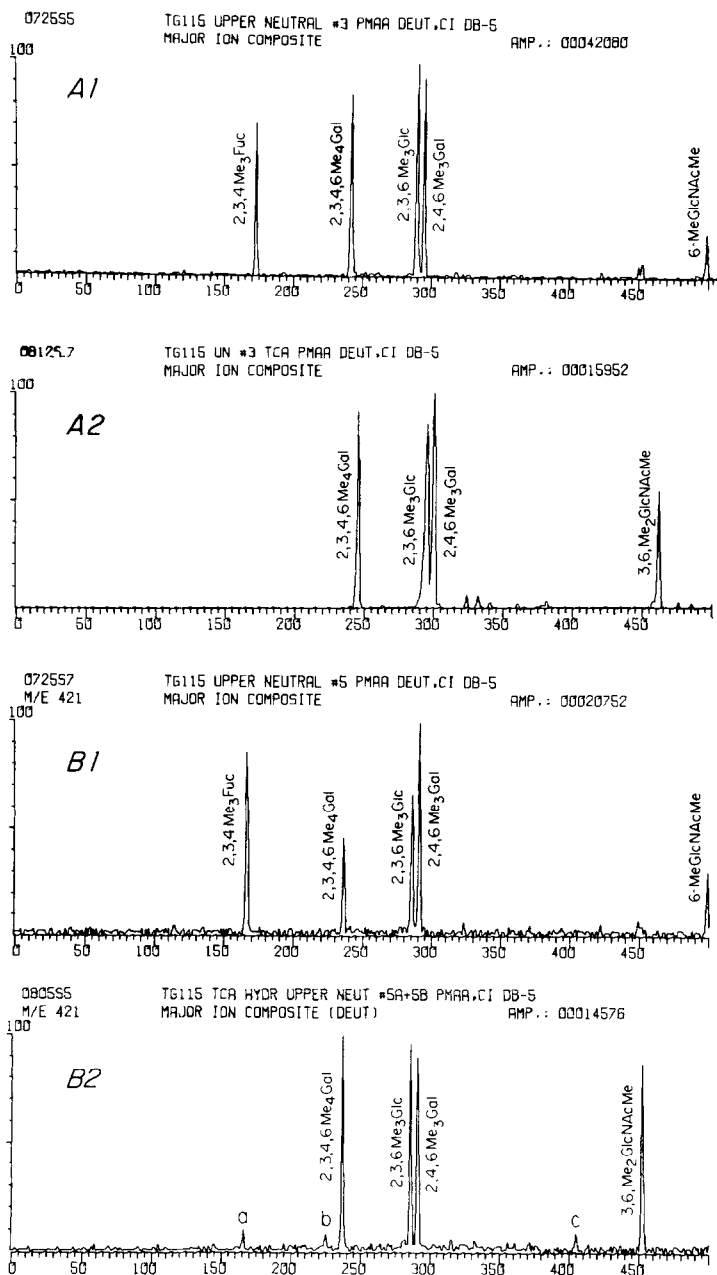 072555 TG115 UPPER NEUTRAL #3 PMAA DEUT,CI DB-5
MAJOR ION COMPOSITE AMP.: 00042080
100
A1
2,3,4 Me3Fuc
2,3,4,6 Me4Gal
2,3,6 Me3Glc
2,4,6 Me3Gal
6-MeGlcNAcMe
0 50 100 150 200 250 300 350 400 450 500
TG115 UN #3 TCA PMAA DEUT,CI DB-5
MAJOR ION COMPOSITE AMP.: 00015952
100
A2
2,3,4,6 Me4Gal
2,3,6 Me3Glc
2,4,6 Me3Gal
3,6,Me2GlcNAcMe
0 50 100 150 200 250 300 350 400 450
072557 TG115 UPPER NEUTRAL #5 PMAA DEUT,CI DB-5
M/E 421 MAJOR ION COMPOSITE AMP.: 00020752
100
B1
2,3,4 Me3Fuc
2,3,4,6 Me4Gal
2,3,6 Me3Glc
2,4,6 Me3Gal
6-MeGlcNAcMe
0 50 100 150 200 250 300 350 400 450 500
080555 TG115 TCA HYDR UPPER NEUT #5A+5B PMAA,CI DB-5
M/E 421 MAJOR ION COMPOSITE (DEUT) AMP.: 00014576
100
B2
a
b
2,3,4,6 Me4Gal
2,3,6 Me3Glc
2,4,6 Me3Gal
c
3,6,Me2GlcNAcMe
0 50 100 150 200 250 300 350 400 450 500